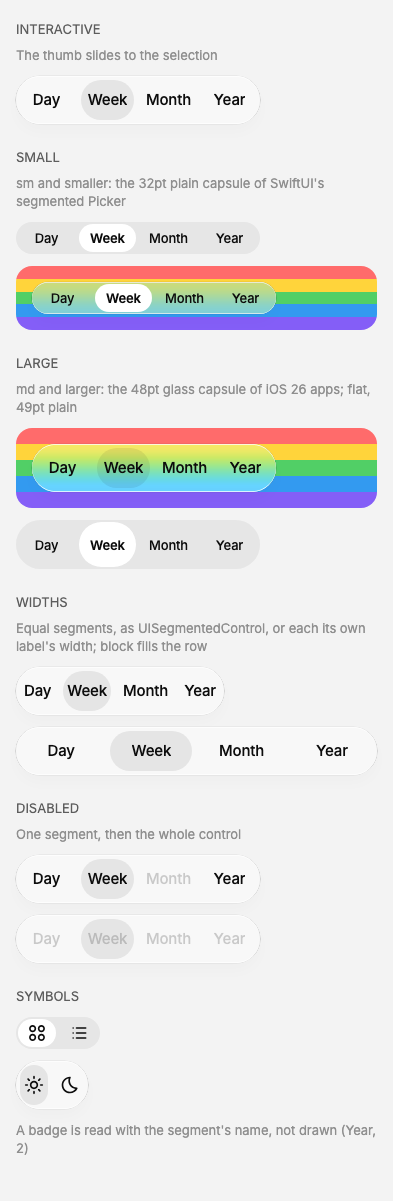 INTERACTIVE
The thumb slides to the selection
Day Week Month Year
SMALL
sm and smaller: the 32pt plain capsule of SwiftUI's
segmented Picker
Day Week Month Year
Day Week Month Year
LARGE
md and larger: the 48pt glass capsule of iOS 26 apps; flat,
49pt plain
Day Week Month Year
Day Week Month Year
WIDTHS
Equal segments, as UISegmentedControl, or each its own
label's width; block fills the row
Day Week Month Year
Day Week Month Year
DISABLED
One segment, then the whole control
Day Week Month Year
Day Week Month Year
SYMBOLS
A badge is read with the segment's name, not drawn (Year,
2)